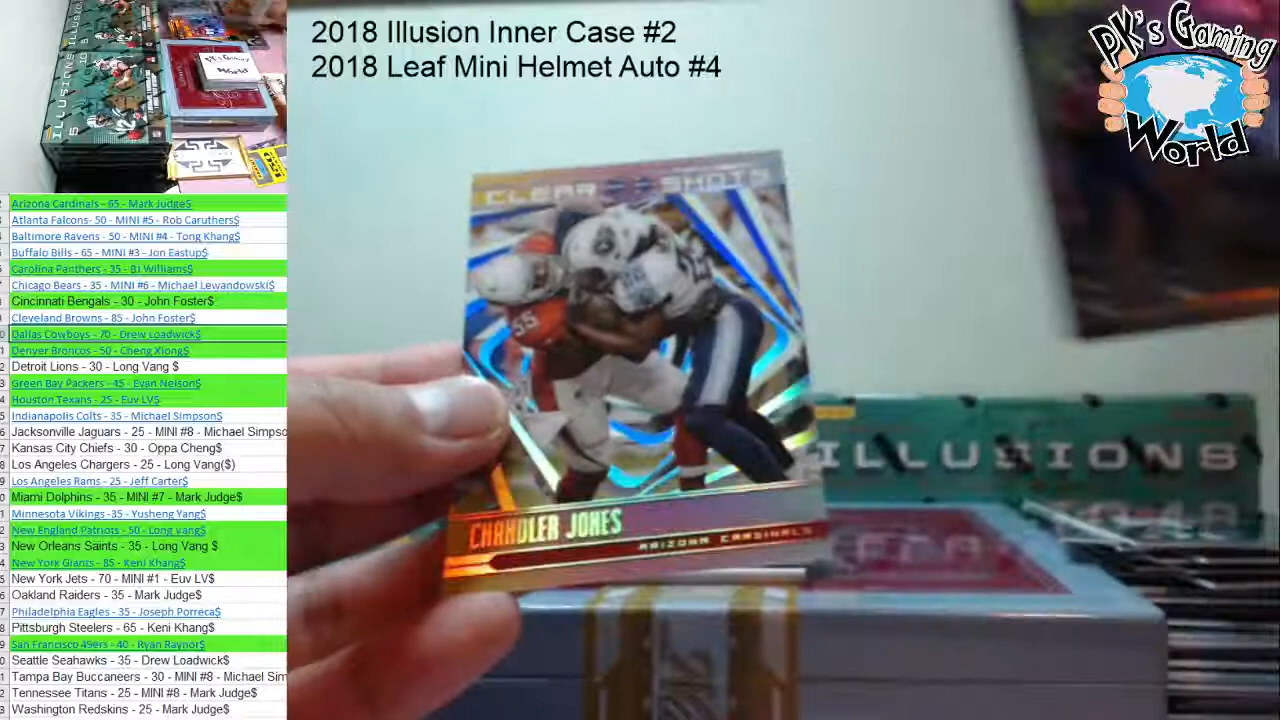 2018 Illusion Inner Case #2
2018 Leaf Mini Helmet Auto #4
PK's Gaming
World
ILLUSIONS
Arizona Cardinals - 65 - Mark Judge$
Atlanta Falcons- 50 - MINI #5 - Rob Caruthers$
Baltimore Ravens - 50 - MINI #4 - Tong Khang$
Buffalo Bills - 65 - MINI #3 - Jon Eastup$
Carolina Panthers - 35 - BJ Williams$
Chicago Bears - 35 - MINI #6 - Michael Lewandowski$
Cincinnati Bengals - 30 - John Foster$
Cleveland Browns - 85 - John Foster$
Dallas Cowboys - 70 - Drew Loadwick$
Denver Broncos - 50 - Cheng Xiong$
Detroit Lions - 30 - Long Vang $
Green Bay Packers - 45 - Evan Nelson$
Houston Texans - 25 - Euv LV$
Indianapolis Colts - 35 - Michael Simpson$
Jacksonville Jaguars - 25 - MINI #8 - Michael Simpso
Kansas City Chiefs - 30 - Oppa Cheng$
Los Angeles Chargers - 25 - Long Vang($)
Los Angeles Rams - 25 - Jeff Carter$
Miami Dolphins - 35 - MINI #7 - Mark Judge$
Minnesota Vikings -35 - Yusheng Yang$
New England Patriots - 50 - Long vang$
New Orleans Saints - 35 - Long Vang $
New York Giants - 85 - Keni Khang$
New York Jets - 70 - MINI #1 - Euv LV$
Oakland Raiders - 35 - Mark Judge$
Philadelphia Eagles - 35 - Joseph Porreca$
Pittsburgh Steelers - 65 - Keni Khang$
San Francisco 49ers - 40 - Ryan Raynor$
Seattle Seahawks - 35 - Drew Loadwick$
Tampa Bay Buccaneers - 30 - MINI #8 - Michael Sim
Tennessee Titans - 25 - MINI #8 - Mark Judge$
Washington Redskins - 25 - Mark Judge$
CLEAR SHOTS
55
CHANDLER JONES
ARIZONA CARDINALS
ILLUSIONS